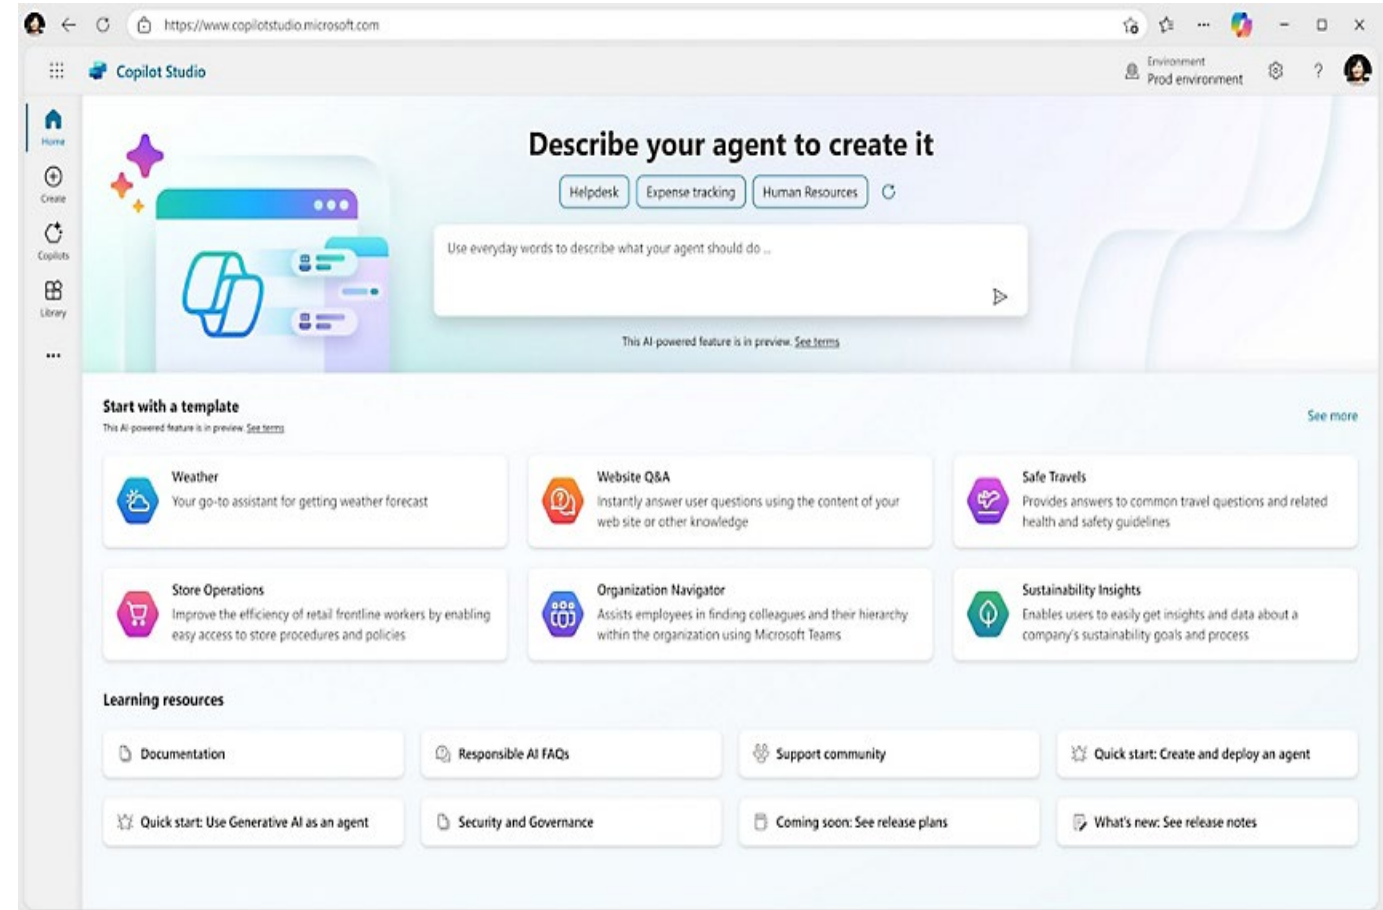 https://www.copilotstudio.microsoft.com
Copilot Studio
Environment
Prod environment
?
Home
Create
Copilots
Library
Describe your agent to create it
Helpdesk
Expense tracking
Human Resources
Use everyday words to describe what your agent should do ...
This AI-powered feature is in preview. See terms
Start with a template
This AI-powered feature is in preview. See terms
See more
Weather
Your go-to assistant for getting weather forecast
Website Q&A
Instantly answer user questions using the content of your
web site or other knowledge
Safe Travels
Provides answers to common travel questions and related
health and safety guidelines
Store Operations
Improve the efficiency of retail frontline workers by enabling
easy access to store procedures and policies
Organization Navigator
Assists employees in finding colleagues and their hierarchy
within the organization using Microsoft Teams
Sustainability Insights
Enables users to easily get insights and data about a
company's sustainability goals and process
Learning resources
Documentation
Responsible AI FAQs
Support community
Quick start: Create and deploy an agent
Quick start: Use Generative AI as an agent
Security and Governance
Coming soon: See release plans
What's new: See release notes